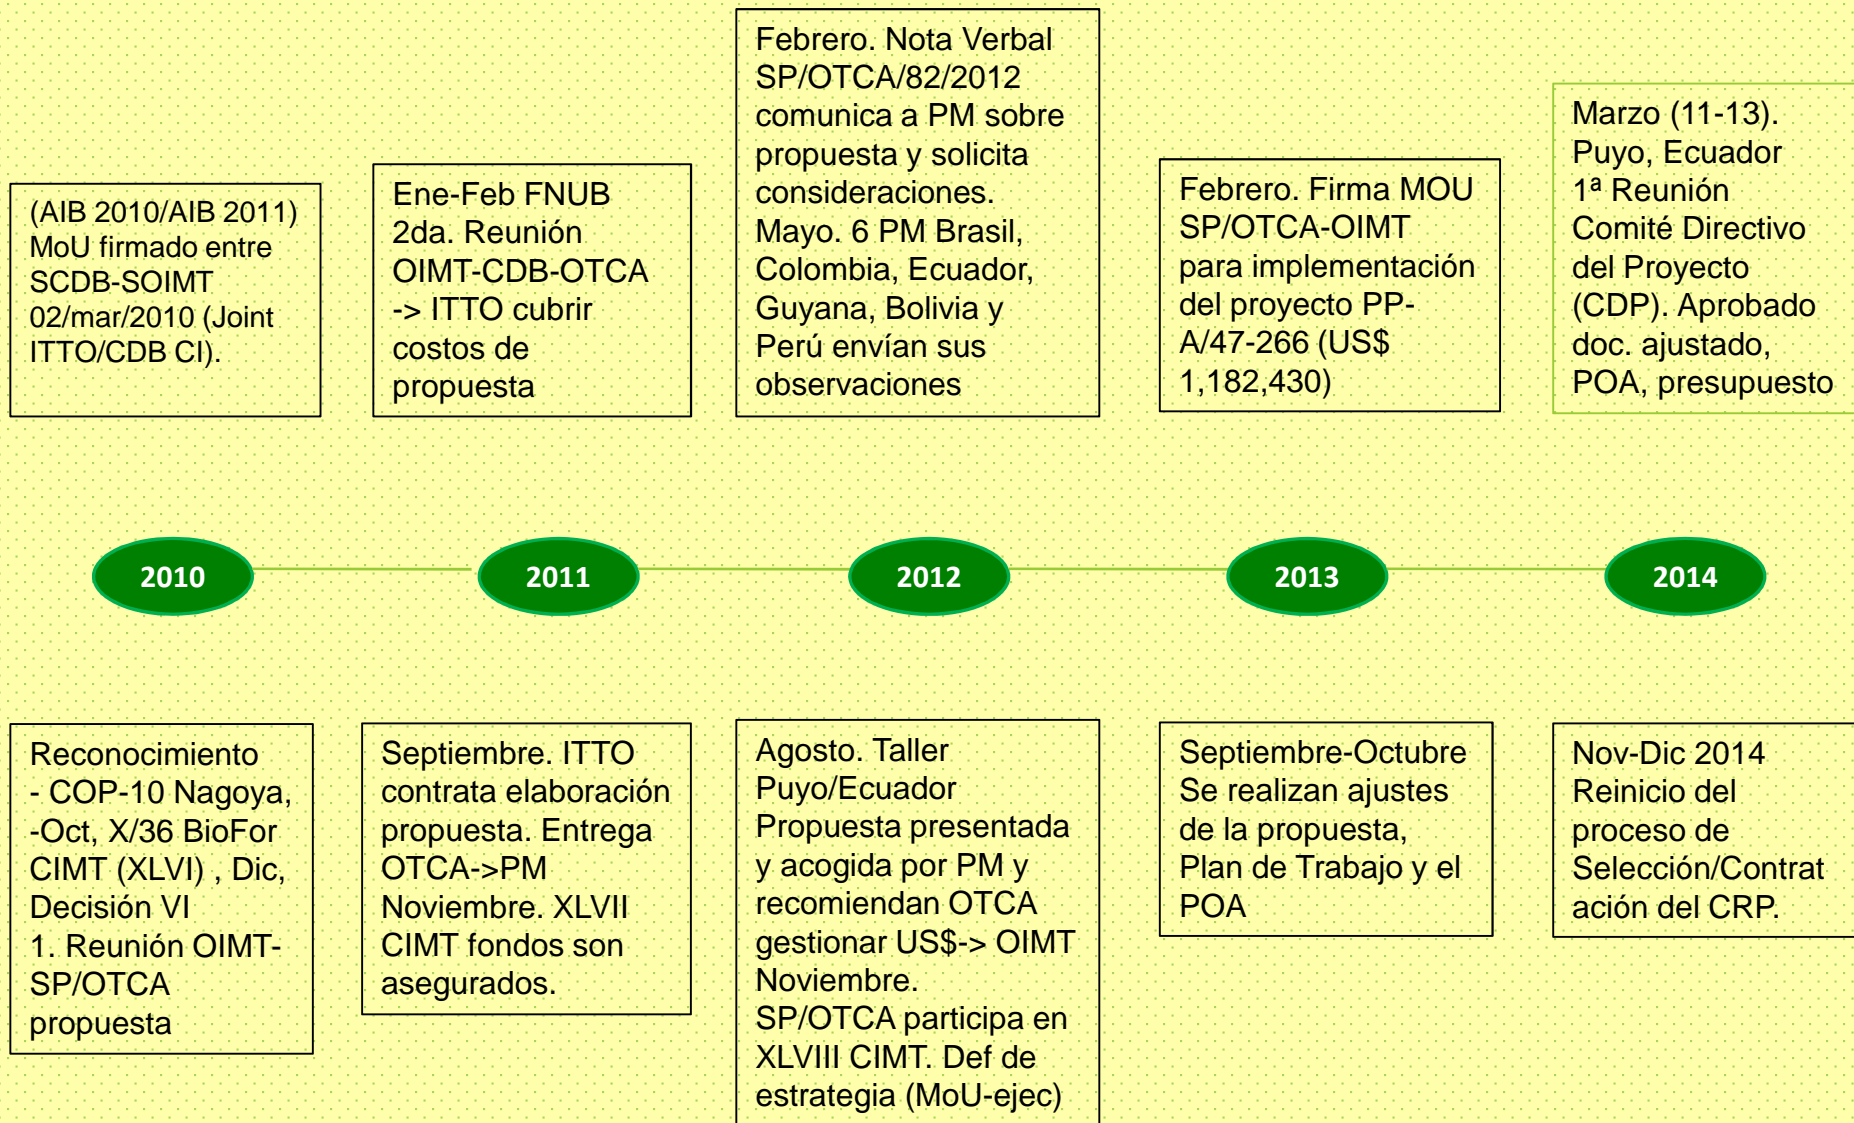 (AIB 2010/AIB 2011)
MoU firmado entre
SCDB-SOIMT
02/mar/2010 (Joint
ITTO/CDB CI).
Ene-Feb FNUB
2da. Reunión
OIMT-CDB-OTCA
-> ITTO cubrir
costos de
propuesta
Febrero. Nota Verbal
SP/OTCA/82/2012
comunica a PM sobre
propuesta y solicita
consideraciones.
Mayo. 6 PM Brasil,
Colombia, Ecuador,
Guyana, Bolivia y
Perú envían sus
observaciones
Febrero. Firma MOU
SP/OTCA-OIMT
para implementación
del proyecto PP-
A/47-266 (US$
1,182,430)
Marzo (11-13).
Puyo, Ecuador
1ª Reunión
Comité Directivo
del Proyecto
(CDP). Aprobado
doc. ajustado,
POA, presupuesto
2010
2011
2012
2013
2014
Reconocimiento
- COP-10 Nagoya,
-Oct, X/36 BioFor
CIMT (XLVI) , Dic,
Decisión VI
1. Reunión OIMT-
SP/OTCA
propuesta
Septiembre. ITTO
contrata elaboración
propuesta. Entrega
OTCA->PM
Noviembre. XLVII
CIMT fondos son
asegurados.
Agosto. Taller
Puyo/Ecuador
Propuesta presentada
y acogida por PM y
recomiendan OTCA
gestionar US$-> OIMT
Noviembre.
SP/OTCA participa en
XLVIII CIMT. Def de
estrategia (MoU-ejec)
Septiembre-Octubre
Se realizan ajustes
de la propuesta,
Plan de Trabajo y el
POA
Nov-Dic 2014
Reinicio del
proceso de
Selección/Contrat
ación del CRP.